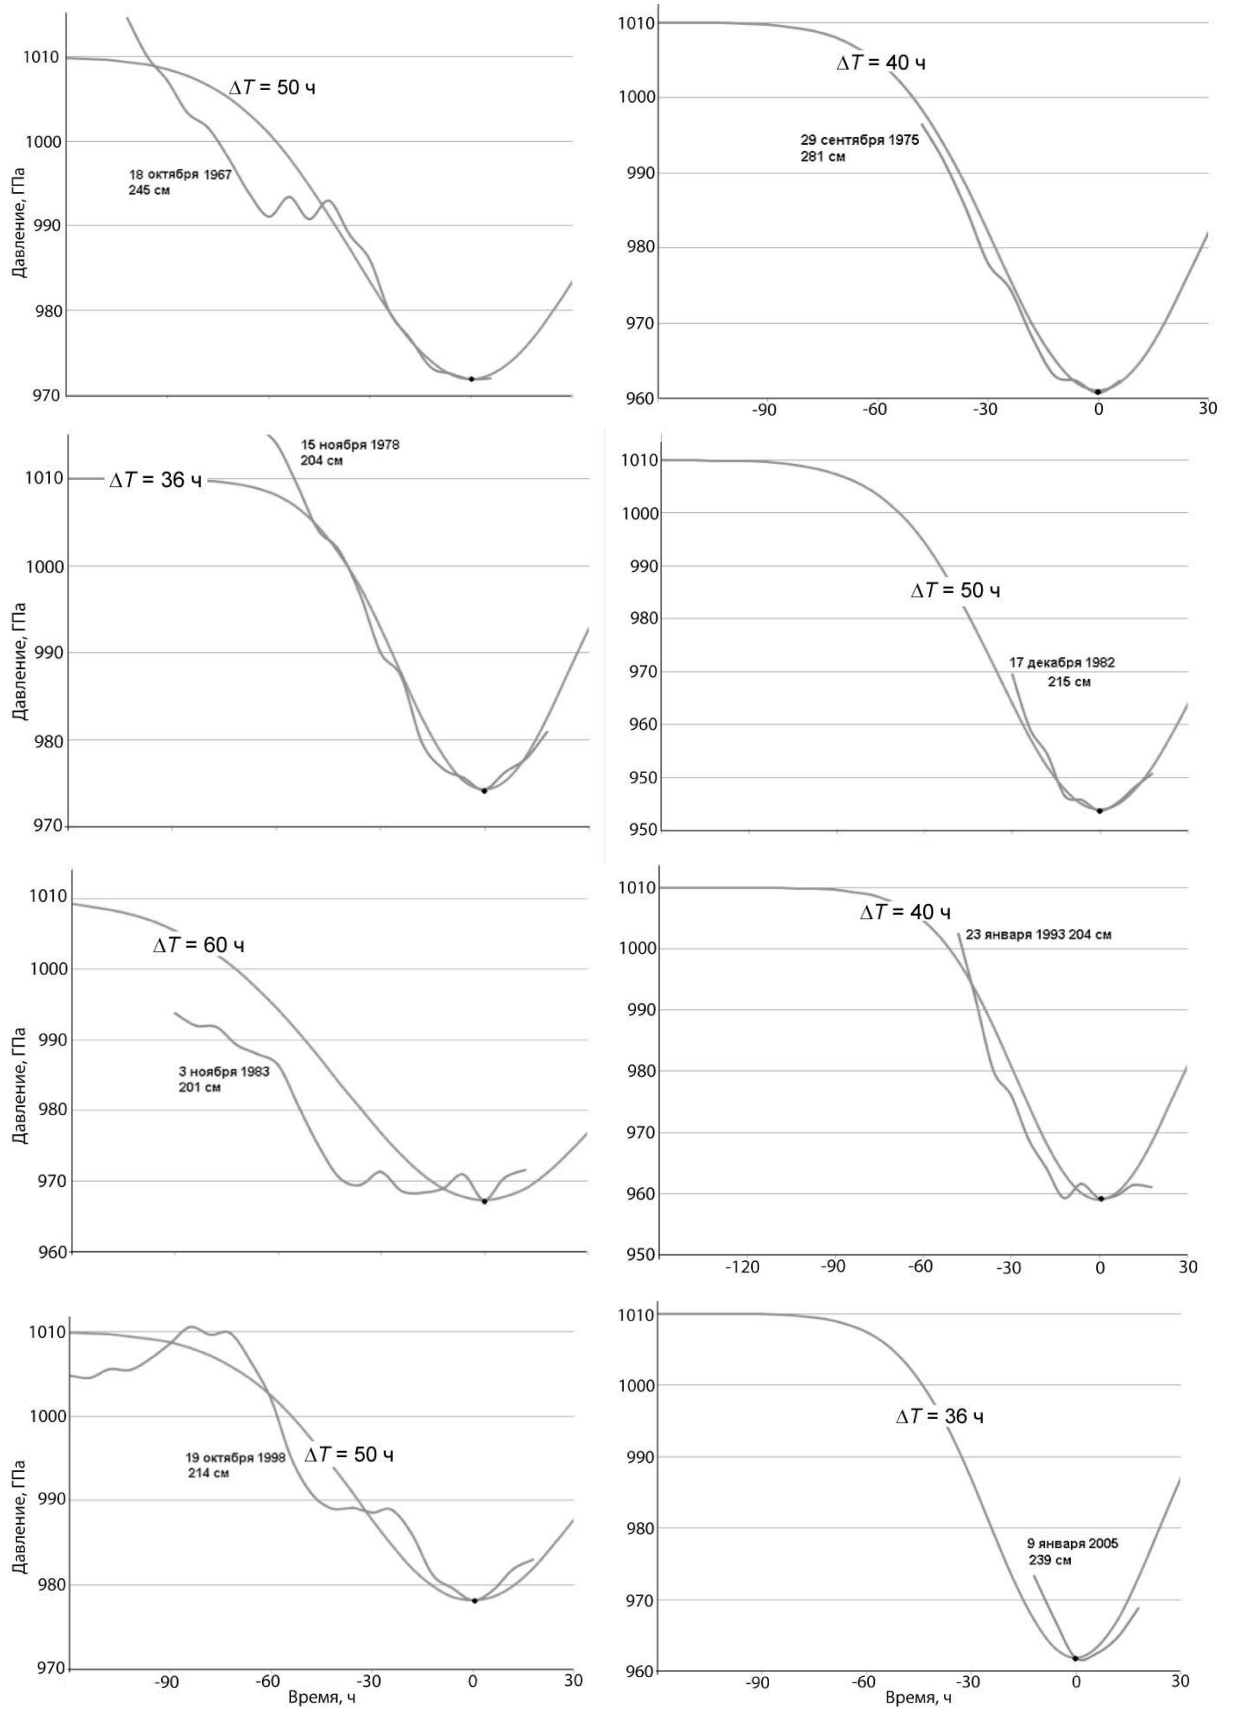 1010
1000
990
980
970
Давление, ГПа
ΔT = 50 ч
18 октября 1967
245 см
1010
1000
990
980
970
960
ΔT = 40 ч
29 сентября 1975
281 см
-90
-60
-30
0
30
1010
1000
990
980
970
Давление, ГПа
ΔT = 36 ч
15 ноября 1978
204 см
1010
1000
990
980
970
960
950
ΔT = 50 ч
17 декабря 1982
215 см
1010
1000
990
980
970
960
Давление, ГПа
ΔT = 60 ч
3 ноября 1983
201 см
1010
1000
990
980
970
960
950
ΔT = 40 ч
23 января 1993 204 см
-120
-90
-60
-30
0
30
1010
1000
990
980
970
Давление, ГПа
19 октября 1998
214 см
ΔT = 50 ч
-90
-60
-30
0
30
Время, ч
1010
1000
990
980
970
960
ΔT = 36 ч
9 января 2005
239 см
-90
-60
-30
0
30
Время, ч